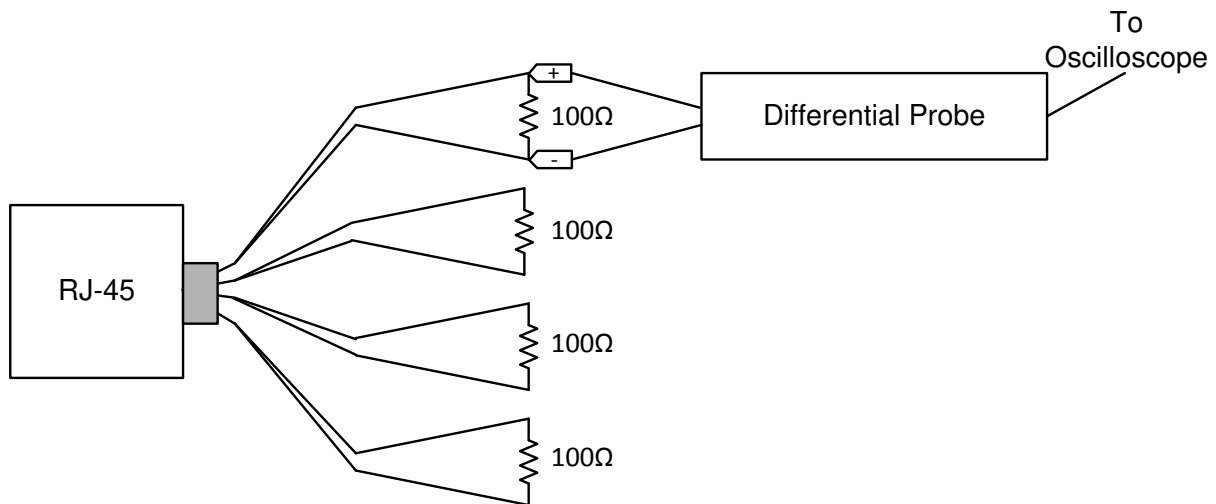 To
Oscilloscope
+
100Ω
Differential Probe
-
100Ω
RJ-45
100Ω
100Ω